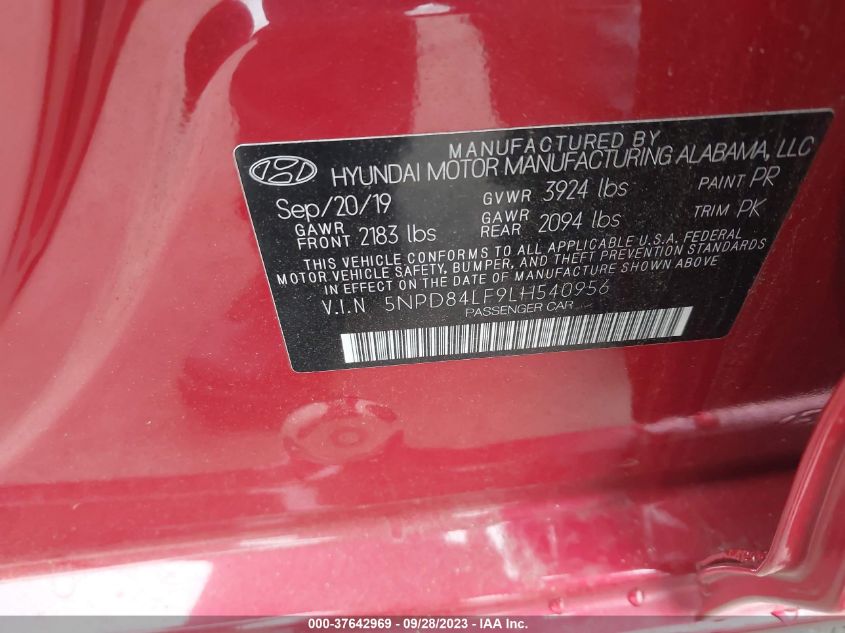 MANUFACTURED BY
HYUNDAI MOTOR MANUFACTURING ALABAMA, LLC
Sep/20/19 GVWR 3924 lbs PAINT PR
GAWR FRONT 2183 lbs GAWR REAR 2094 lbs TRIM PK
THIS VEHICLE CONFORMS TO ALL APPLICABLE U.S.A. FEDERAL
MOTOR VEHICLE SAFETY, BUMPER, AND THEFT PREVENTION STANDARDS
IN EFFECT ON THE DATE OF MANUFACTURE SHOWN ABOVE.
V.I.N 5NPD84LF9LH540956
PASSENGER CAR
000-37642969 - 09/28/2023 - IAA Inc.